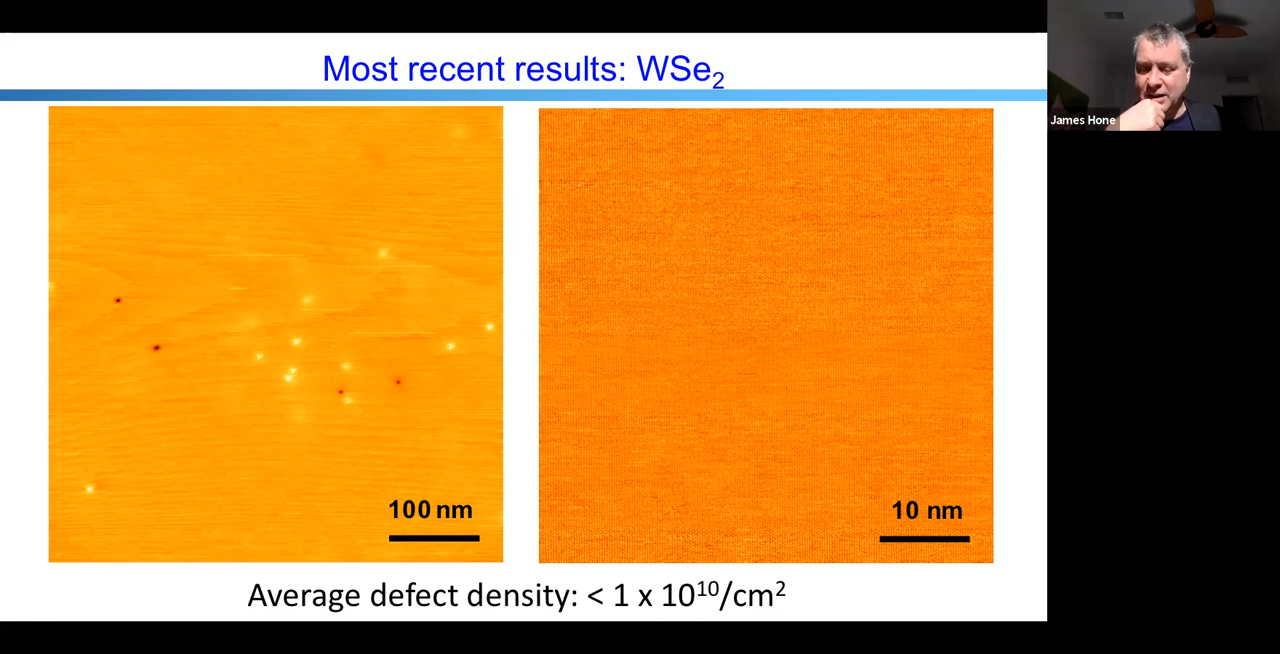 Most recent results: WSe₂
James Hone
100 nm
10 nm
Average defect density: < 1 x 10¹⁰/cm²